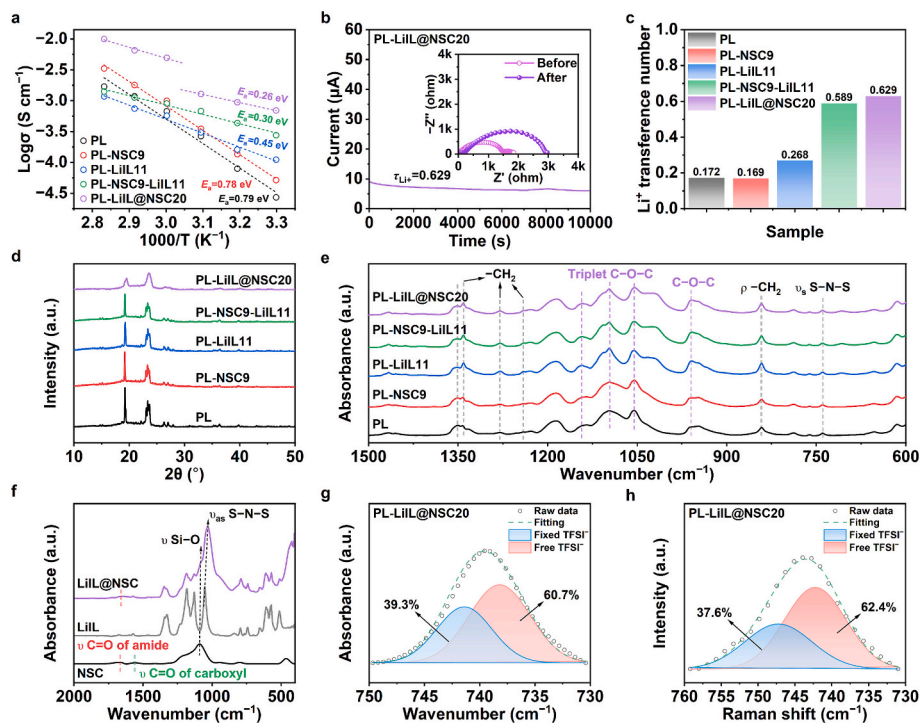 a
Logσ (S cm⁻¹)
−2.0
−2.5
−3.0
−3.5
−4.0
−4.5
Eₐ=0.26 eV
Eₐ=0.30 eV
Eₐ=0.45 eV
Eₐ=0.78 eV
Eₐ=0.79 eV
PL
PL-NSC9
PL-LiIL11
PL-NSC9-LiIL11
PL-LiIL@NSC20
2.8 2.9 3.0 3.1 3.2 3.3
1000/T (K⁻¹)
b
PL-LiIL@NSC20
Current (μA)
60
50
40
30
20
10
0
−Z'' (ohm)
4k
3k
2k
1k
0
Before
After
0 1k 2k 3k 4k
Z' (ohm)
τLi+=0.629
0 2000 4000 6000 8000 10000
Time (s)
c
Li⁺ transference number
1.0
0.8
0.6
0.4
0.2
0.0
PL
PL-NSC9
PL-LiIL11
PL-NSC9-LiIL11
PL-LiIL@NSC20
0.172
0.169
0.268
0.589
0.629
Sample
d
Intensity (a.u.)
PL-LiIL@NSC20
PL-NSC9-LiIL11
PL-LiIL11
PL-NSC9
PL
10 20 30 40 50
2θ (°)
e
Absorbance (a.u.)
−CH₂
Triplet C−O−C
C−O−C
ρ −CH₂
υₛ S−N−S
PL-LiIL@NSC20
PL-NSC9-LiIL11
PL-LiIL11
PL-NSC9
PL
1500 1350 1200 1050 900 750 600
Wavenumber (cm⁻¹)
f
Absorbance (a.u.)
υas S−N−S
υ Si−O
LiIL@NSC
LiIL
υ C=O of amide
NSC
υ C=O of carboxyl
2000 1500 1000 500
Wavenumber (cm⁻¹)
g
PL-LiIL@NSC20
Absorbance (a.u.)
Raw data
Fitting
Fixed TFSI⁻
Free TFSI⁻
39.3%
60.7%
750 745 740 735 730
Wavenumber (cm⁻¹)
h
PL-LiIL@NSC20
Intensity (a.u.)
Raw data
Fitting
Fixed TFSI⁻
Free TFSI⁻
37.6%
62.4%
759 752 745 737 730
Raman shift (cm⁻¹)